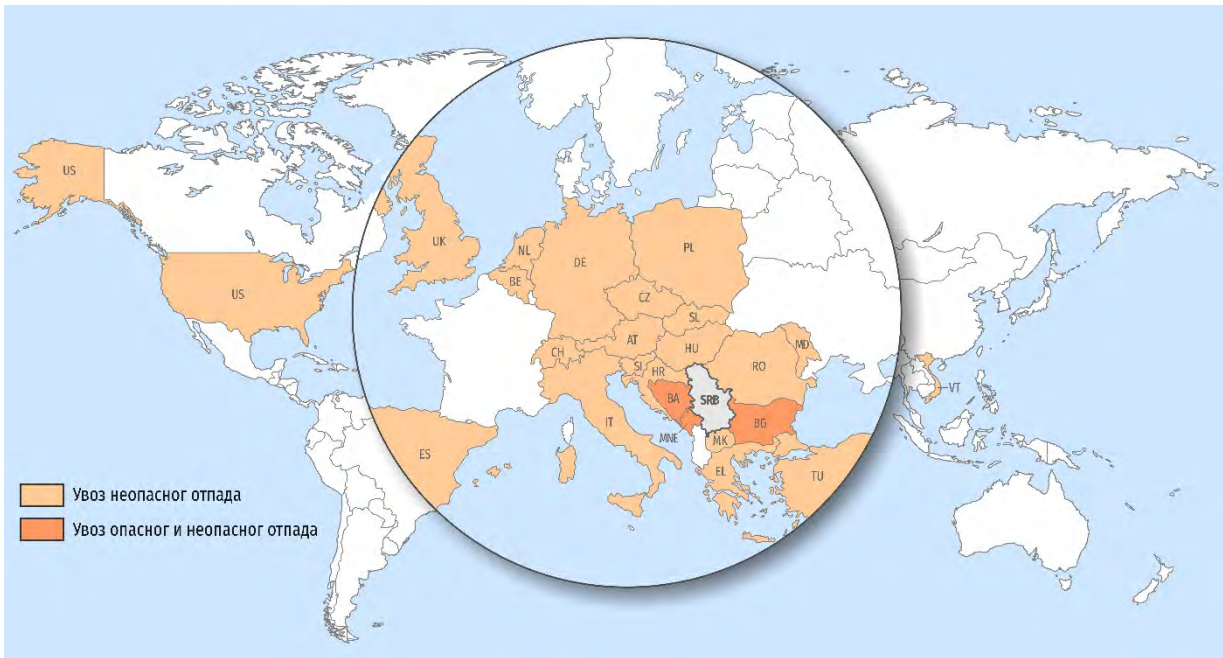 US
US
UK
NL
BE
DE
PL
CZ
SL
AT
HU
CH
SI
HR
RO
MD
BA
SRB
BG
IT
MNE
MK
ES
EL
TU
VT
Увоз неопасног отпада
Увоз опасног и неопасног отпада